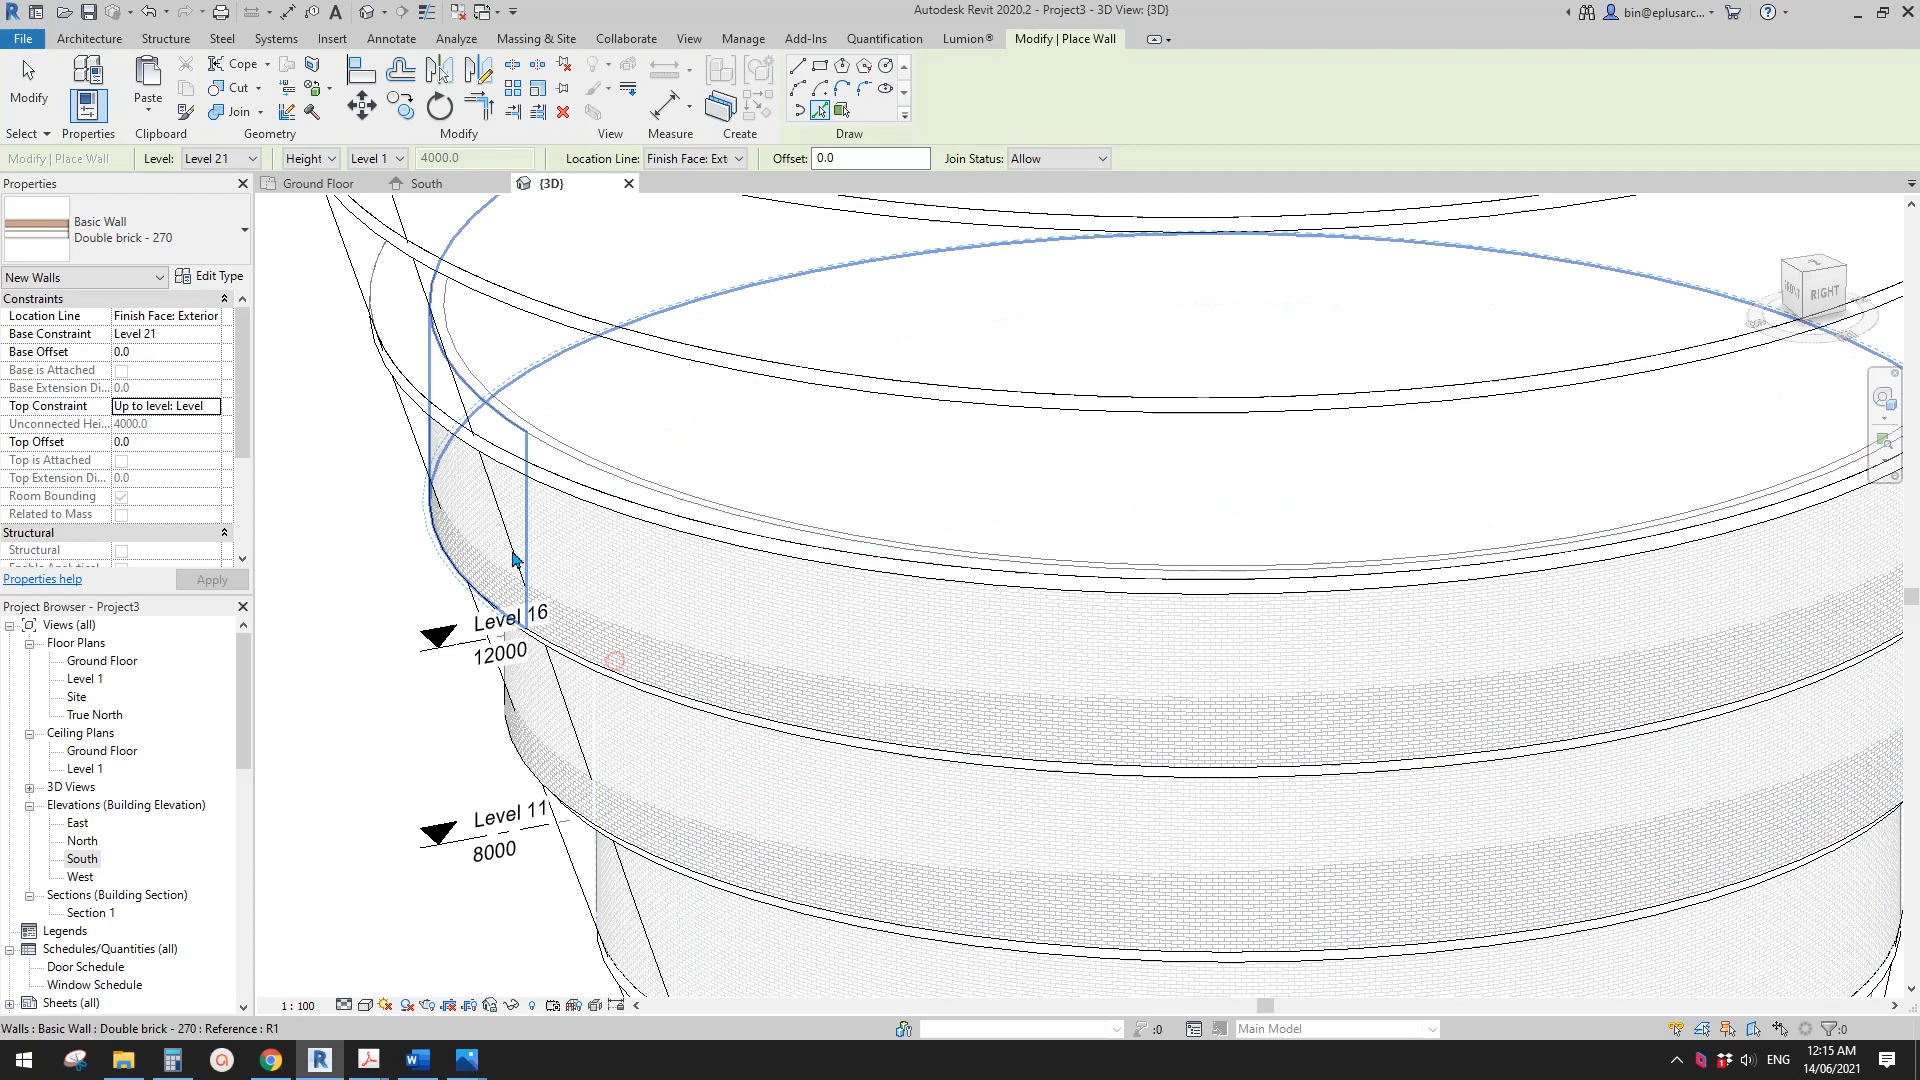 Autodesk Revit 2020.2 - Project3 - 3D View: {3D}
bin@eplusarc...
File Architecture Structure Steel Systems Insert Annotate Analyze Massing & Site Collaborate View Manage Add-Ins Quantification Lumion® Modify | Place Wall
Modify
Paste
Cope
Cut
Join
Select Properties Clipboard Geometry Modify View Measure Create Draw
Modify | Place Wall Level: Level 21 Height Level 1 4000.0 Location Line: Finish Face: Ext Offset: 0.0 Join Status: Allow
Properties
Ground Floor South {3D}
Basic Wall
Double brick - 270
New Walls Edit Type
Constraints
Location Line Finish Face: Exterior
Base Constraint Level 21
Base Offset 0.0
Base is Attached
Base Extension Di... 0.0
Top Constraint Up to level: Level
Unconnected Hei... 4000.0
Top Offset 0.0
Top is Attached
Top Extension Di... 0.0
Room Bounding
Related to Mass
Structural
Structural
Properties help Apply
Project Browser - Project3
Views (all)
Floor Plans
Ground Floor
Level 1
Site
True North
Ceiling Plans
Ground Floor
Level 1
3D Views
Elevations (Building Elevation)
East
North
South
West
Sections (Building Section)
Section 1
Legends
Schedules/Quantities (all)
Door Schedule
Window Schedule
Sheets (all)
RIGHT
Level 16
12000
Level 11
8000
1 : 100
Walls : Basic Wall : Double brick - 270 : Reference : R1
:0
Main Model
:0
ENG
12:15 AM
14/06/2021